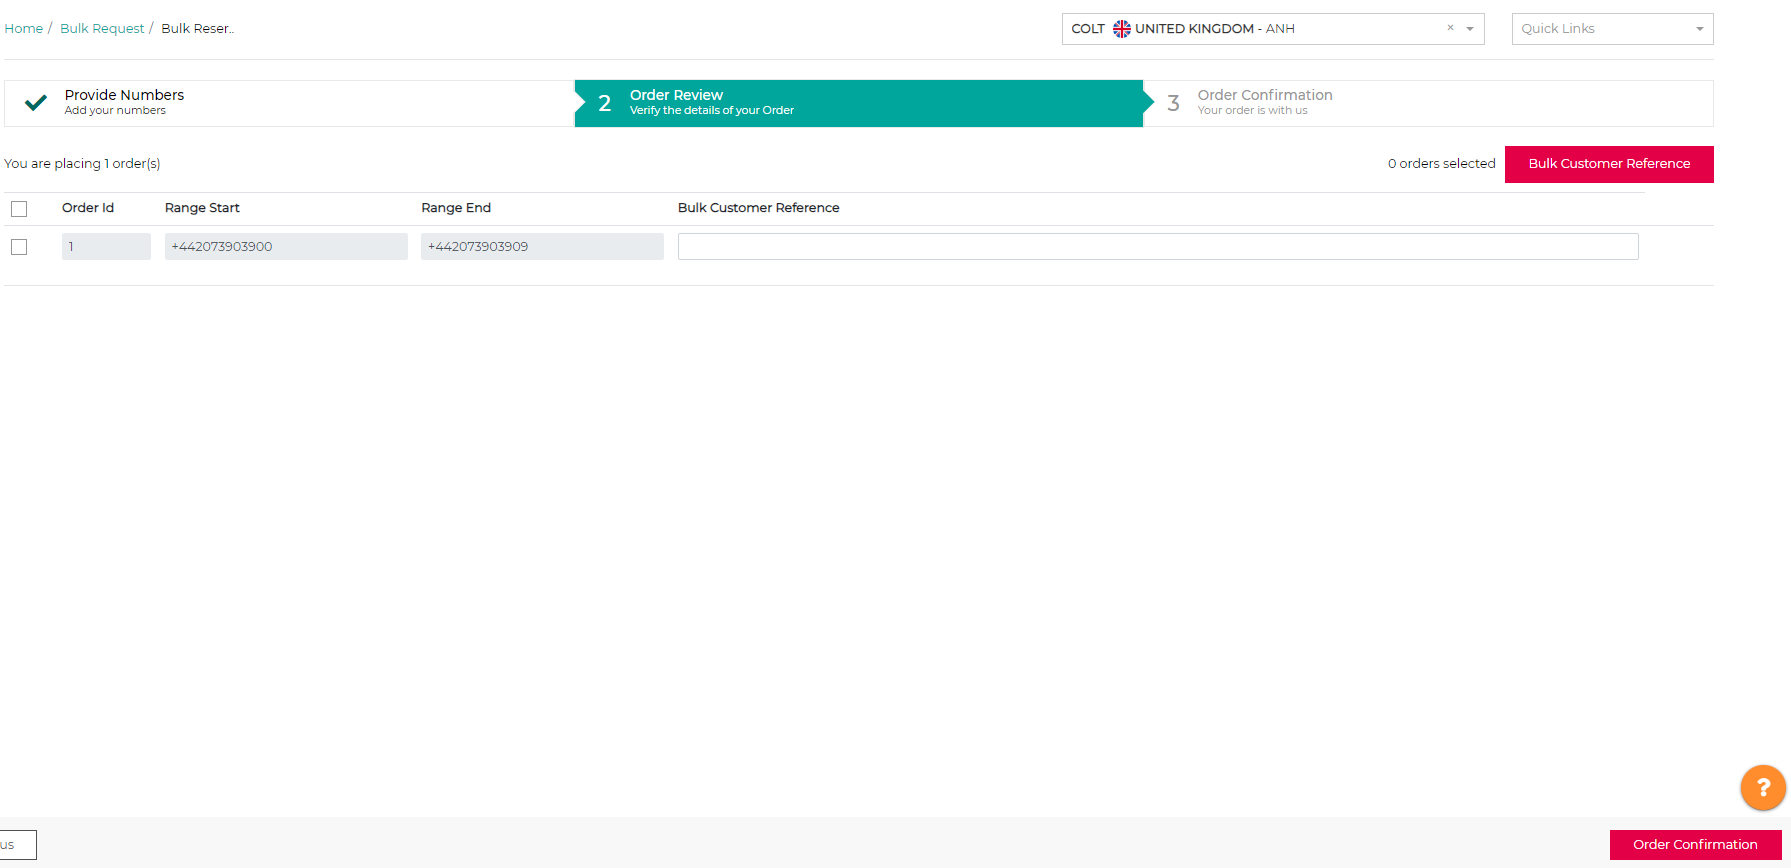 Home / Bulk Request / Bulk Reser..
COLT UNITED KINGDOM - ANH
×
Quick Links
Provide Numbers
Add your numbers
2
Order Review
Verify the details of your Order
3
Order Confirmation
Your order is with us
You are placing 1 order(s)
0 orders selected
Bulk Customer Reference
Order Id Range Start Range End Bulk Customer Reference
1 +442073903900 +442073903909
?
us
Order Confirmation